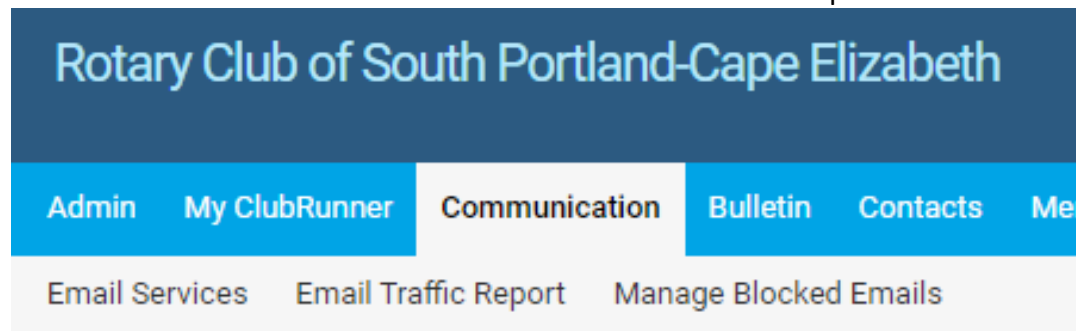 Rotary Club of South Portland-Cape Elizabeth
Admin My ClubRunner Communication Bulletin Contacts
Email Services Email Traffic Report Manage Blocked Emails